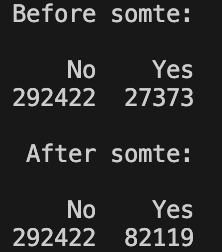 Before somte:
No Yes
292422 27373
After somte:
No Yes
292422 82119